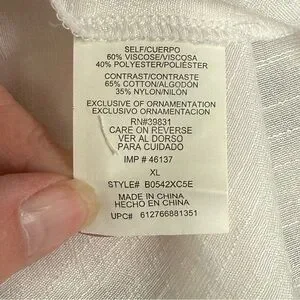 SELF/CUERPO
60% VISCOSE/VISCOSA
40% POLYESTER/POLIÉSTER
CONTRAST/CONTRASTE
65% COTTON/ALGODÓN
35% NYLON/NILON
EXCLUSIVE OF ORNAMENTATION
EXCLUSIVO ORNAMENTACION
RN#39831
CARE ON REVERSE
VER AL DORSO
PARA CUIDADO
IMP # 46137
XL
STYLE# B0542XC5E
MADE IN CHINA
HECHO EN CHINA
UPC# 612766881351